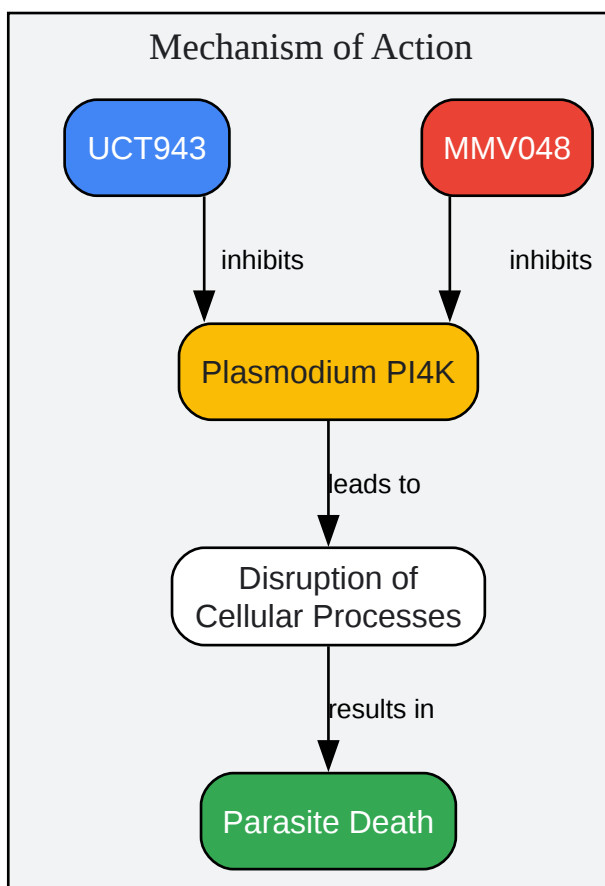 Mechanism of Action
UCT943
MMV048
inhibits
inhibits
Plasmodium PI4K
leads to
Disruption of
Cellular Processes
results in
Parasite Death